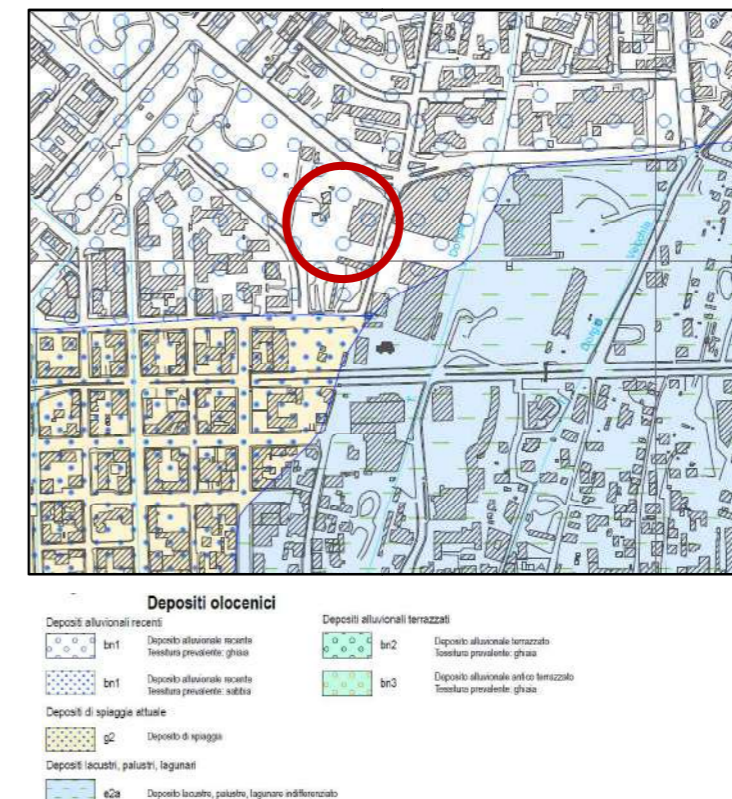 Dorgia
Vecchia
Depositi olocenici
Depositi alluvionali recenti
bn1 Deposito alluvionale recente
Tessitura prevalente: ghiaia
bn1 Deposito alluvionale recente
Tessitura prevalente: sabbia
Depositi di spiaggia attuale
g2 Deposito di spiaggia
Depositi lacustri, palustri, lagunari
e2a Deposito lacustre, palustre, lagunare indifferenziato
Depositi alluvionali terrazzati
bn2 Deposito alluvionale terrazzato
Tessitura prevalente: ghiaia
bn3 Deposito alluvionale antico terrazzato
Tessitura prevalente: ghiaia